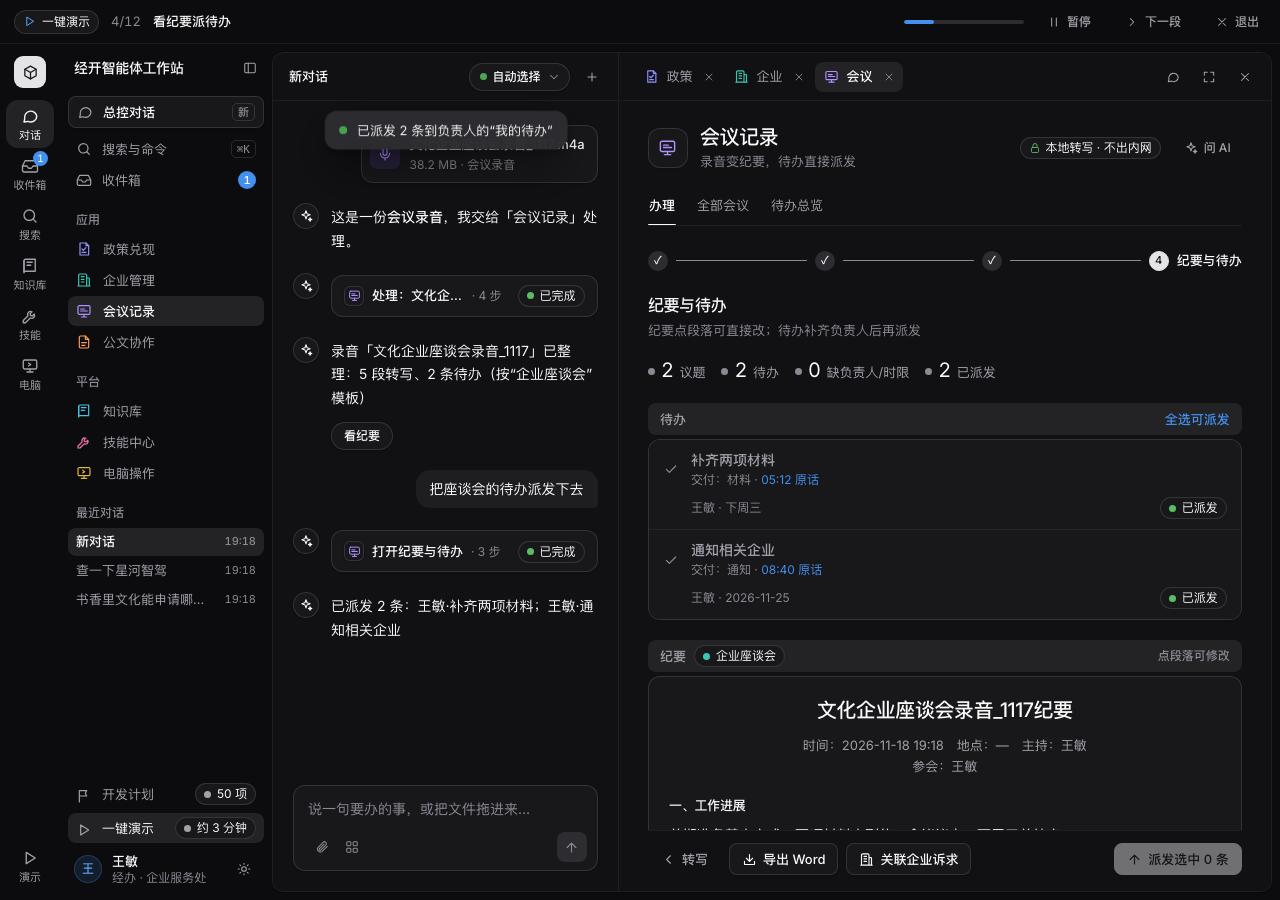 一键演示
4/12
看纪要派待办
暂停
下一段
退出
对话
1
收件箱
搜索
知识库
技能
电脑
演示
经开智能体工作站
总控对话
新
搜索与命令
⌘K
收件箱
1
应用
政策兑现
企业管理
会议记录
公文协作
平台
知识库
技能中心
电脑操作
最近对话
新对话 19:18
查一下星河智驾 19:18
书香里文化能申请哪... 19:18
开发计划
50 项
一键演示
约 3 分钟
王
王敏
经办 · 企业服务处
新对话
自动选择
已派发 2 条到负责人的“我的待办”
38.2 MB · 会议录音
这是一份会议录音，我交给「会议记录」处
理。
处理：文化企... · 4 步 已完成
录音「文化企业座谈会录音_1117」已整
理：5 段转写、2 条待办（按“企业座谈会”
模板）
看纪要
把座谈会的待办派发下去
打开纪要与待办 · 3 步 已完成
已派发 2 条：王敏·补齐两项材料；王敏·通
知相关企业
说一句要办的事，或把文件拖进来...
政策
企业
会议
会议记录
录音变纪要，待办直接派发
本地转写 · 不出内网
问 AI
办理
全部会议
待办总览
4 纪要与待办
纪要与待办
纪要点段落可直接改；待办补齐负责人后再派发
2 议题
2 待办
0 缺负责人/时限
2 已派发
待办
全选可派发
补齐两项材料
交付：材料 · 05:12 原话
王敏 · 下周三
已派发
通知相关企业
交付：通知 · 08:40 原话
王敏 · 2026-11-25
已派发
纪要
企业座谈会
点段落可修改
文化企业座谈会录音_1117纪要
时间：2026-11-18 19:18 地点：— 主持：王敏
参会：王敏
一、工作进展
转写
导出 Word
关联企业诉求
派发选中 0 条